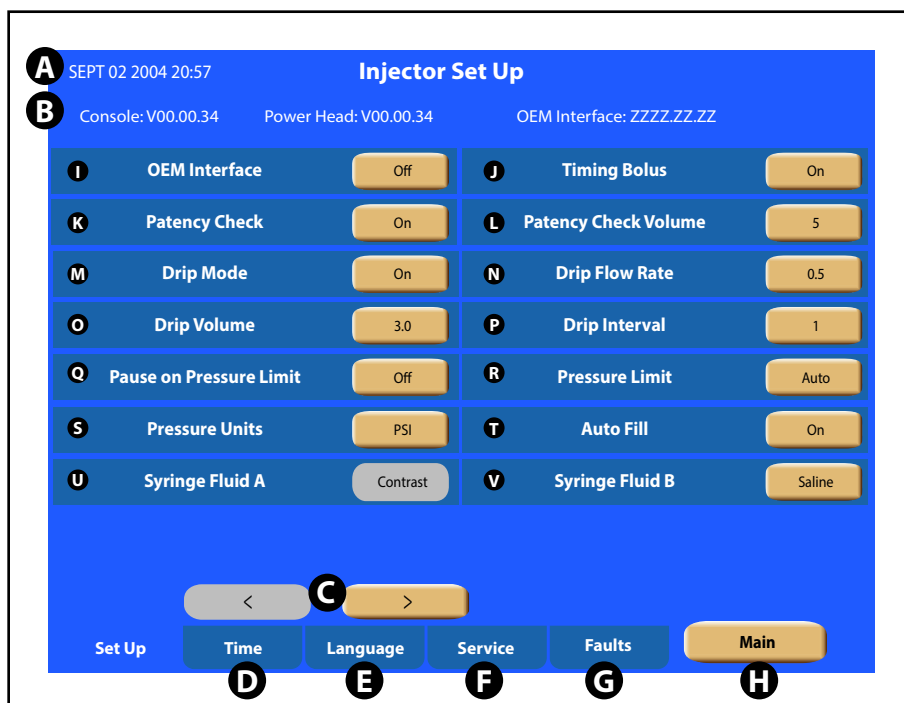 A SEPT 02 2004 20:57 Injector Set Up
B Console: V00.00.34 Power Head: V00.00.34 OEM Interface: ZZZZ.ZZ.ZZ
I OEM Interface Off J Timing Bolus On
K Patency Check On L Patency Check Volume 5
M Drip Mode On N Drip Flow Rate 0.5
O Drip Volume 3.0 P Drip Interval 1
Q Pause on Pressure Limit Off R Pressure Limit Auto
S Pressure Units PSI T Auto Fill On
U Syringe Fluid A Contrast V Syringe Fluid B Saline
< C >
Set Up Time Language Service Faults Main
D E F G H